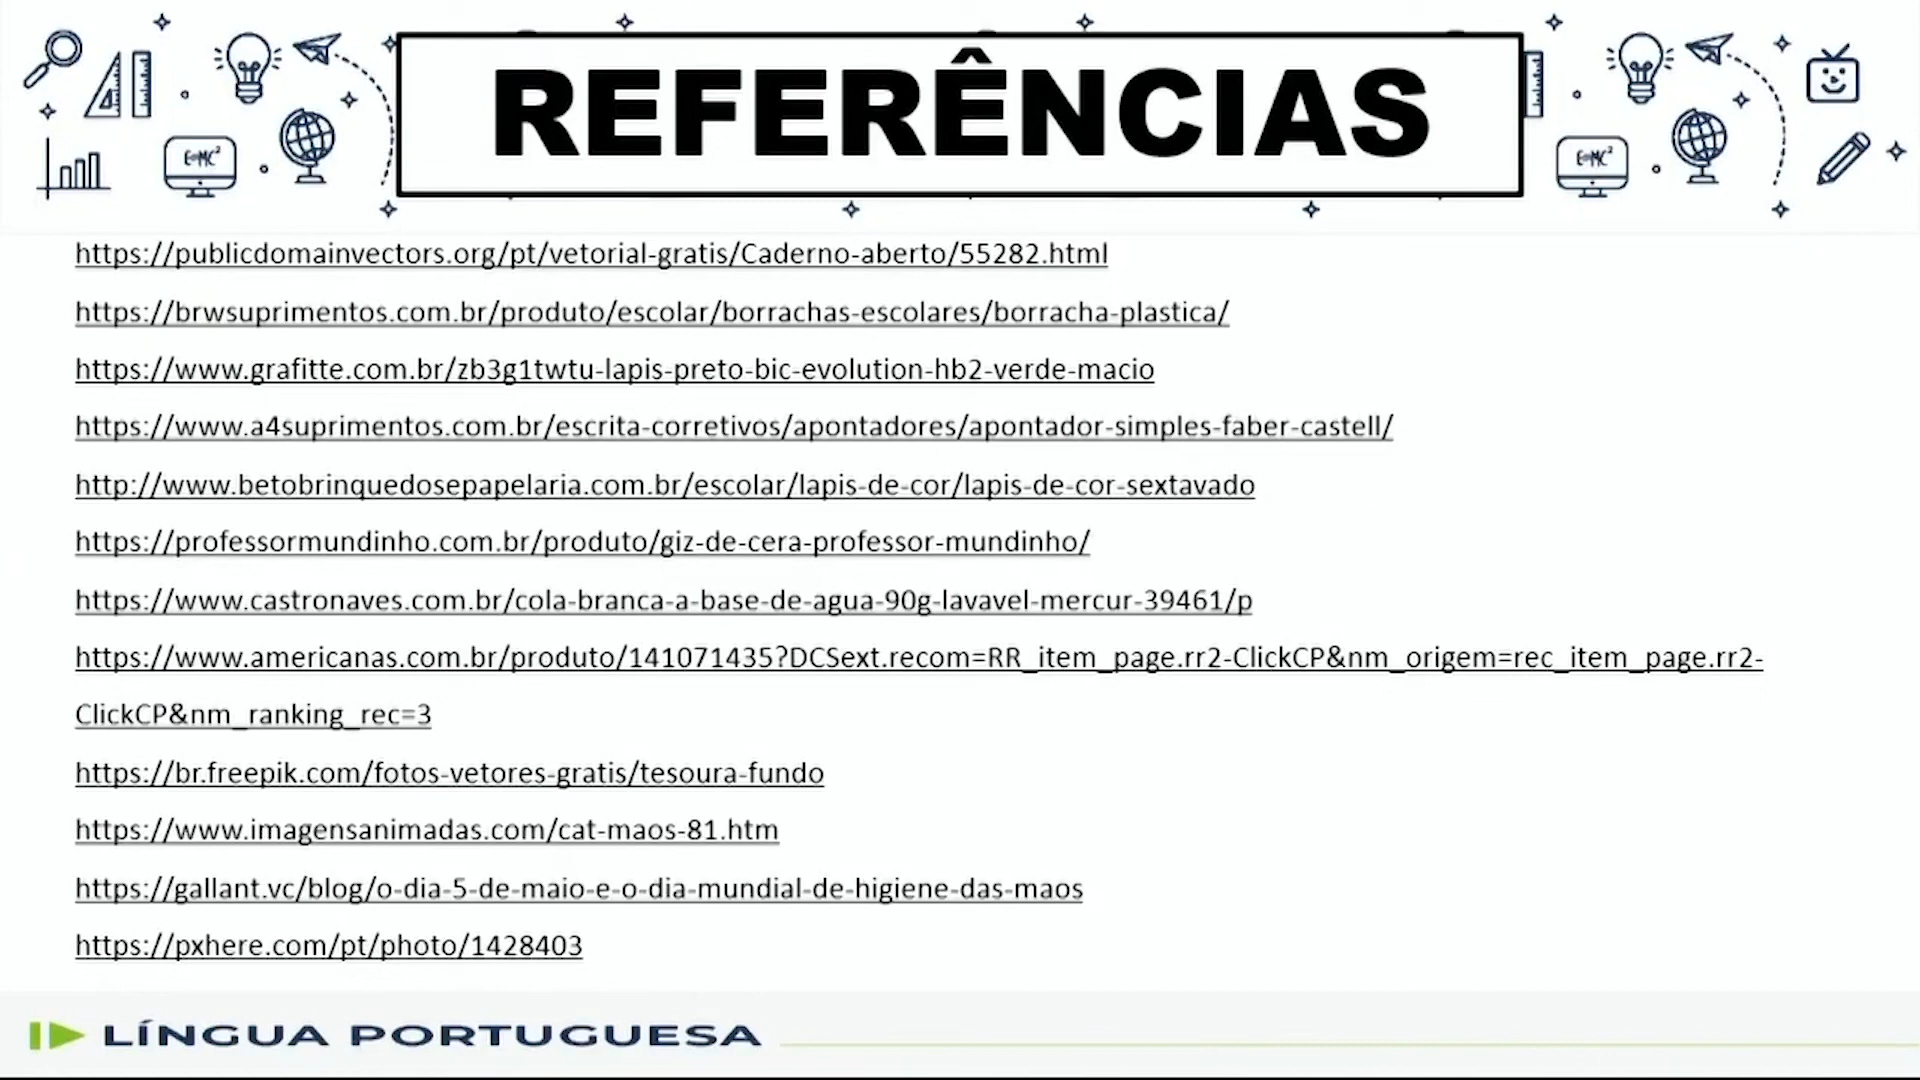 REFERÊNCIAS
E=MC²
E=MC²
https://publicdomainvectors.org/pt/vetorial-gratis/Caderno-aberto/55282.html
https://brwsuprimentos.com.br/produto/escolar/borrachas-escolares/borracha-plastica/
https://www.grafitte.com.br/zb3g1twtu-lapis-preto-bic-evolution-hb2-verde-macio
https://www.a4suprimentos.com.br/escrita-corretivos/apontadores/apontador-simples-faber-castell/
http://www.betobrinquedosepapelaria.com.br/escolar/lapis-de-cor/lapis-de-cor-sextavado
https://professormundinho.com.br/produto/giz-de-cera-professor-mundinho/
https://www.castronaves.com.br/cola-branca-a-base-de-agua-90g-lavavel-mercur-39461/p
https://www.americanas.com.br/produto/141071435?DCSext.recom=RR_item_page.rr2-ClickCP&nm_origem=rec_item_page.rr2-
ClickCP&nm_ranking_rec=3
https://br.freepik.com/fotos-vetores-gratis/tesoura-fundo
https://www.imagensanimadas.com/cat-maos-81.htm
https://gallant.vc/blog/o-dia-5-de-maio-e-o-dia-mundial-de-higiene-das-maos
https://pxhere.com/pt/photo/1428403
LÍNGUA PORTUGUESA